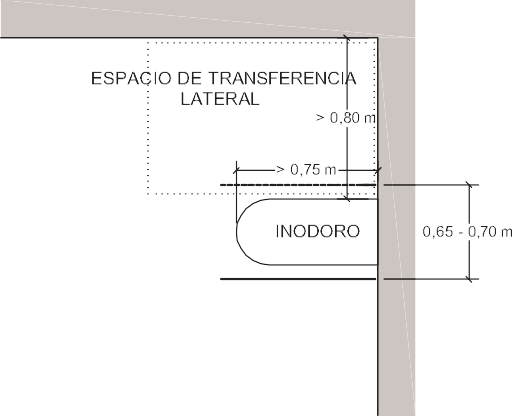 ESPACIO DE TRANSFERENCIA
LATERAL
> 0,80 m
> 0,75 m
INODORO
0,65 - 0,70 m